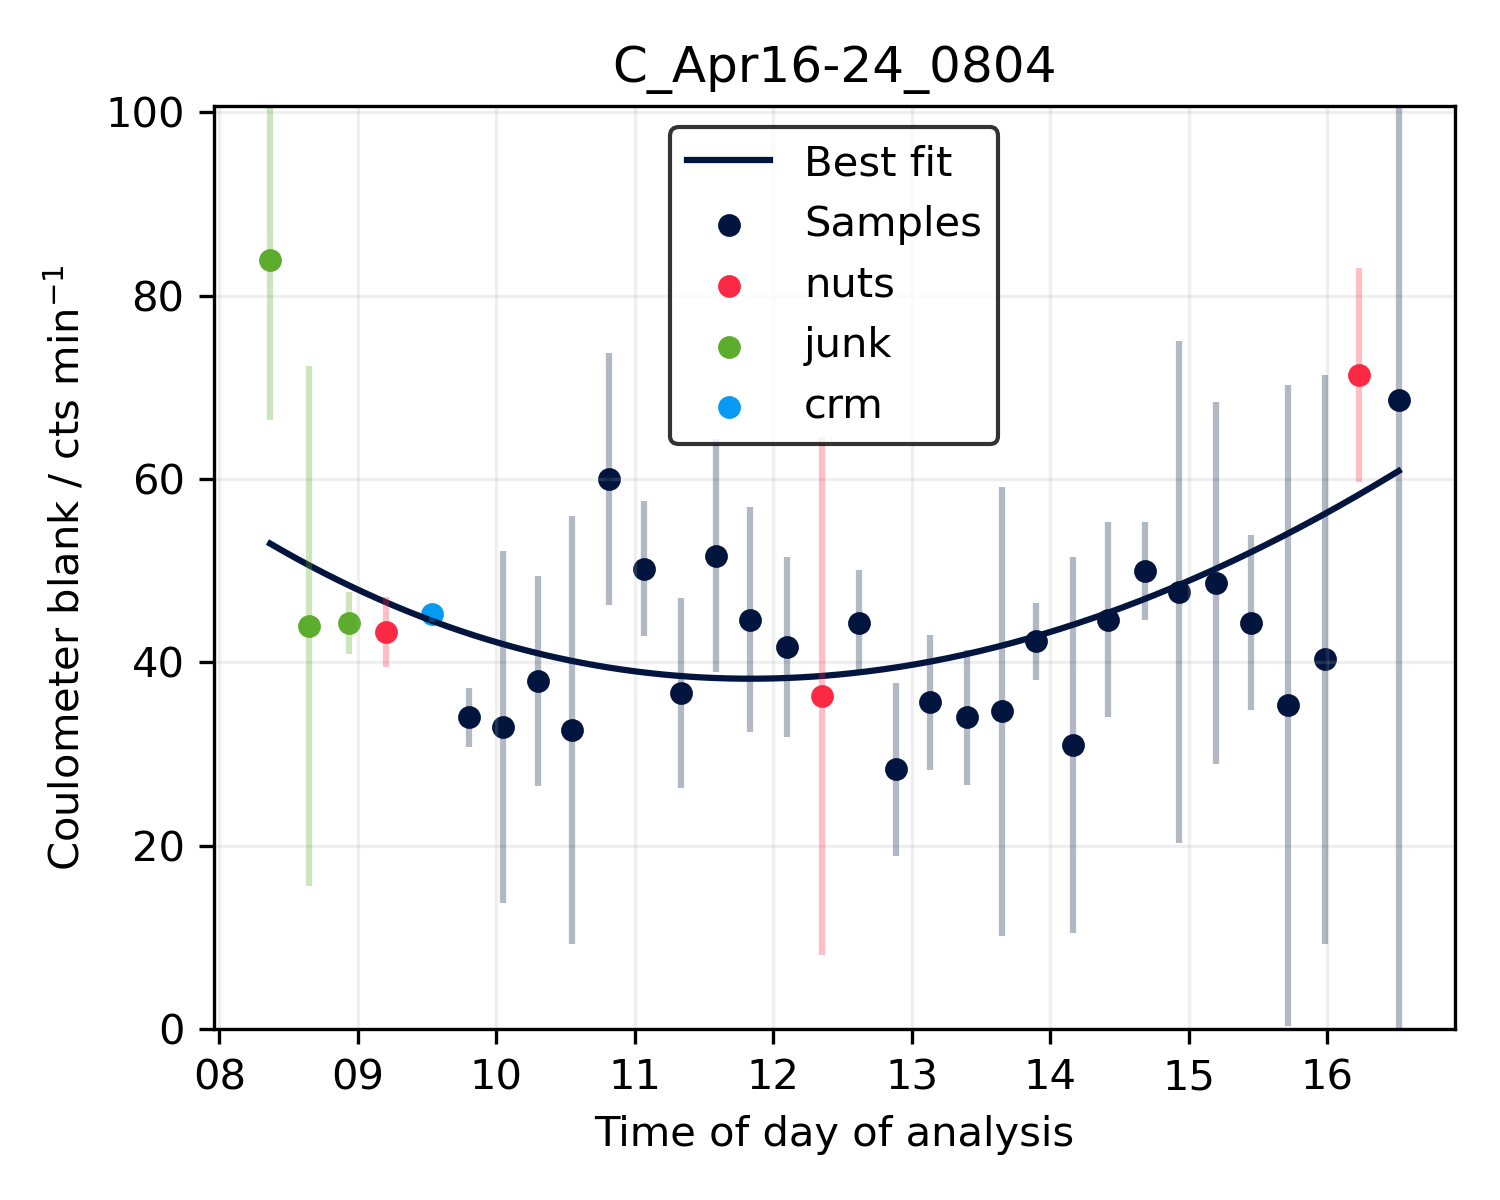 C_Apr16-24_0804
Coulometer blank / cts min⁻¹
100
80
60
40
20
0
Best fit
Samples
nuts
junk
crm
08 09 10 11 12 13 14 15 16
Time of day of analysis